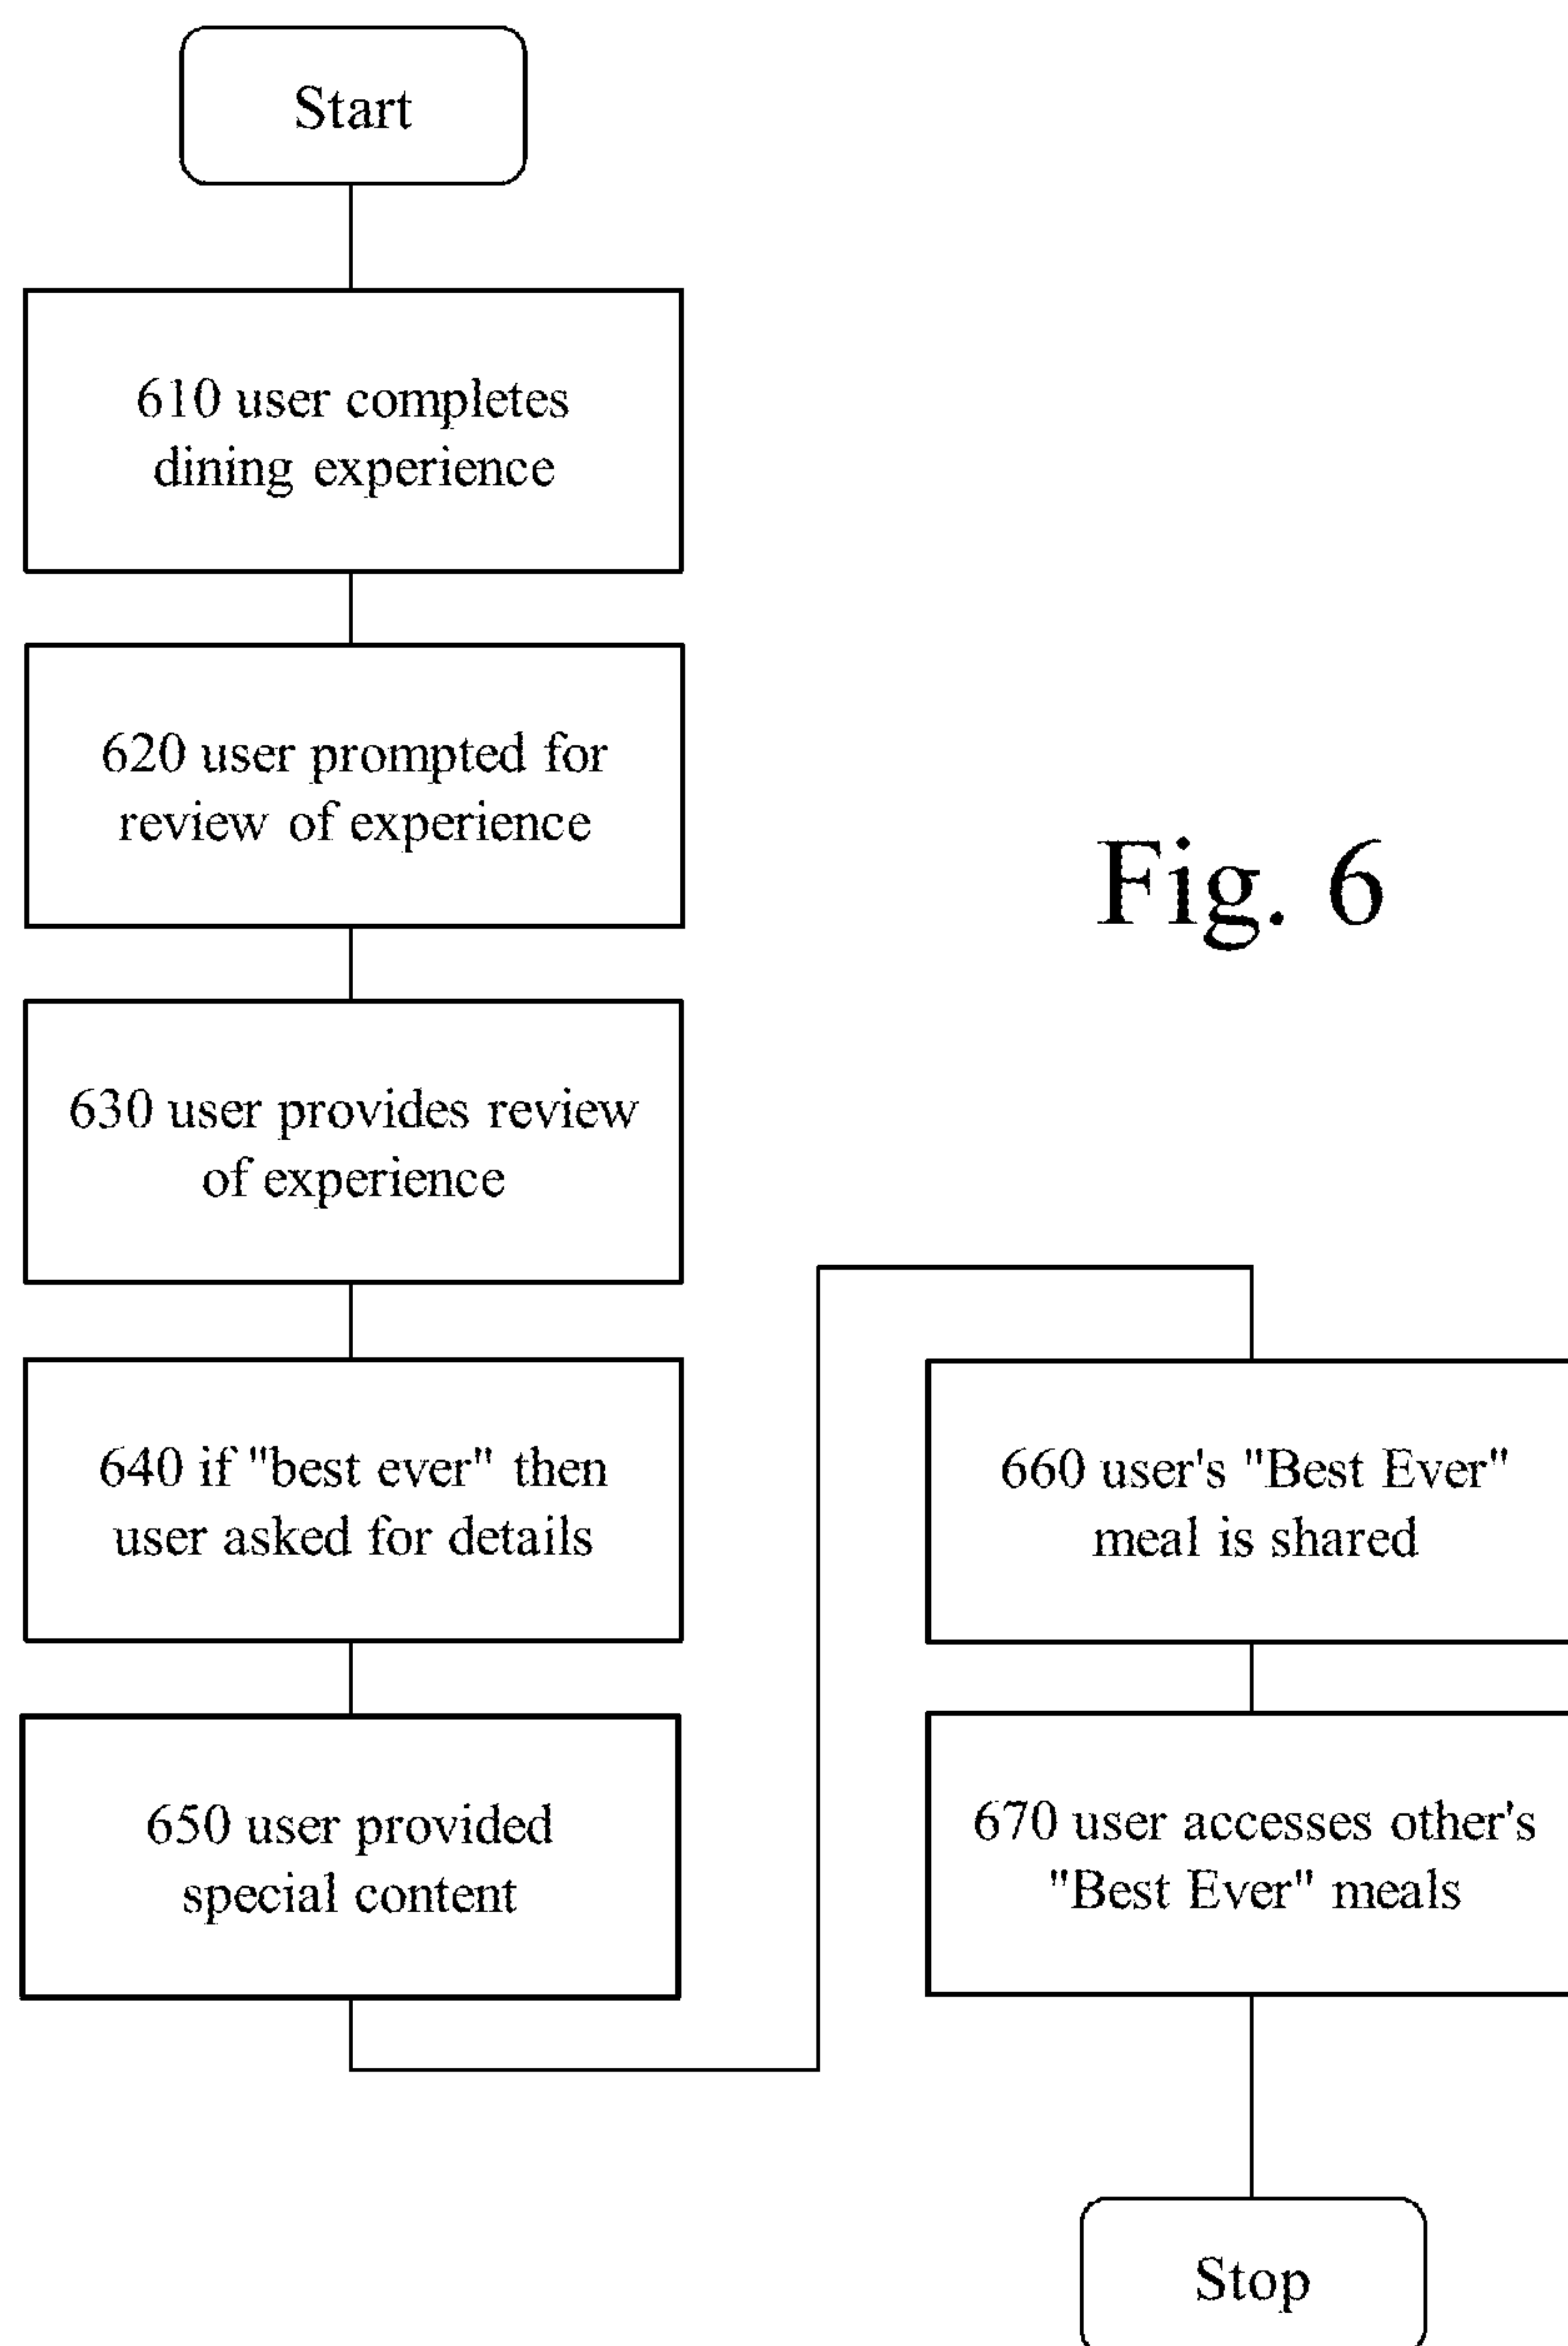 Start
610 user completes
dining experience
620 user prompted for
review of experience
Fig. 6
630 user provides review
of experience
640 if "best ever" then
user asked for details
650 user provided
special content
660 user's "Best Ever"
meal is shared
670 user accesses other's
"Best Ever" meals
Stop